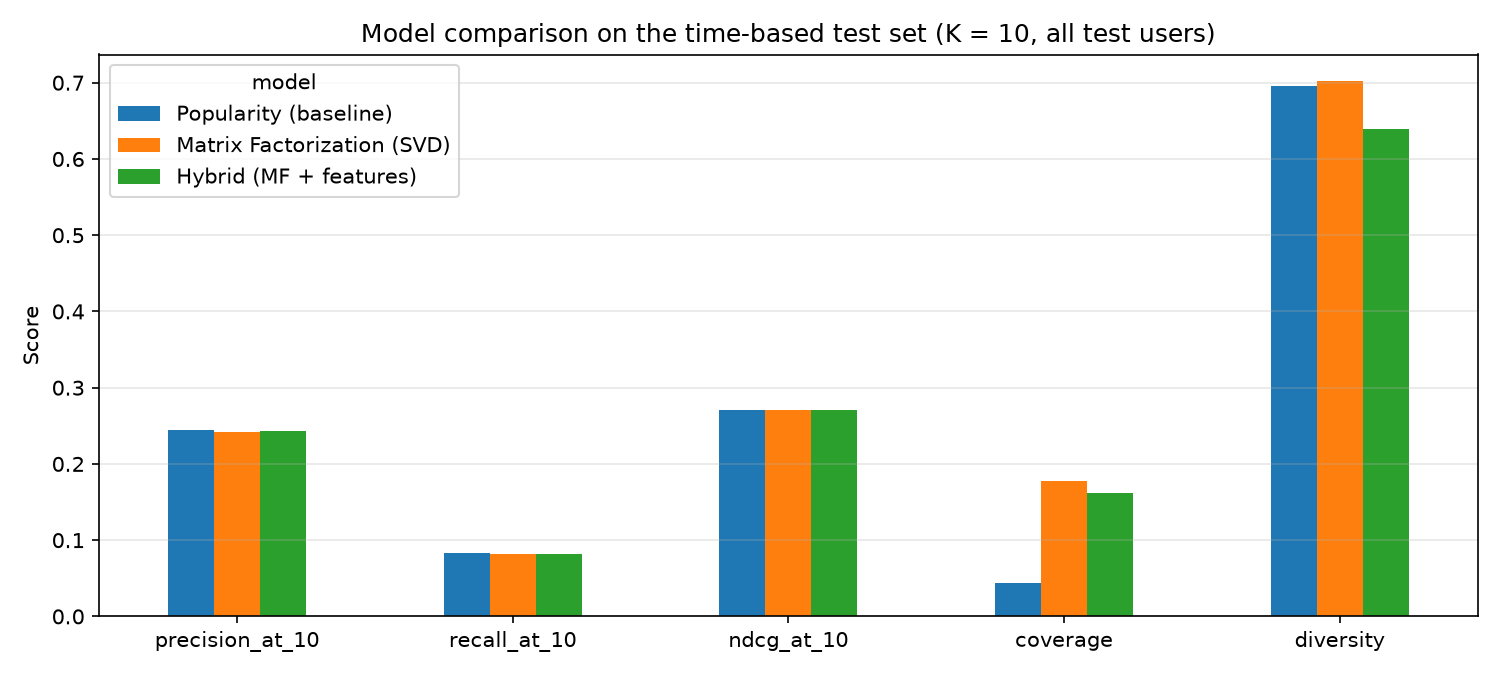 Model comparison on the time-based test set (K = 10, all test users)
model
Popularity (baseline)
Matrix Factorization (SVD)
Hybrid (MF + features)
Score
0.7
0.6
0.5
0.4
0.3
0.2
0.1
0.0
precision_at_10
recall_at_10
ndcg_at_10
coverage
diversity